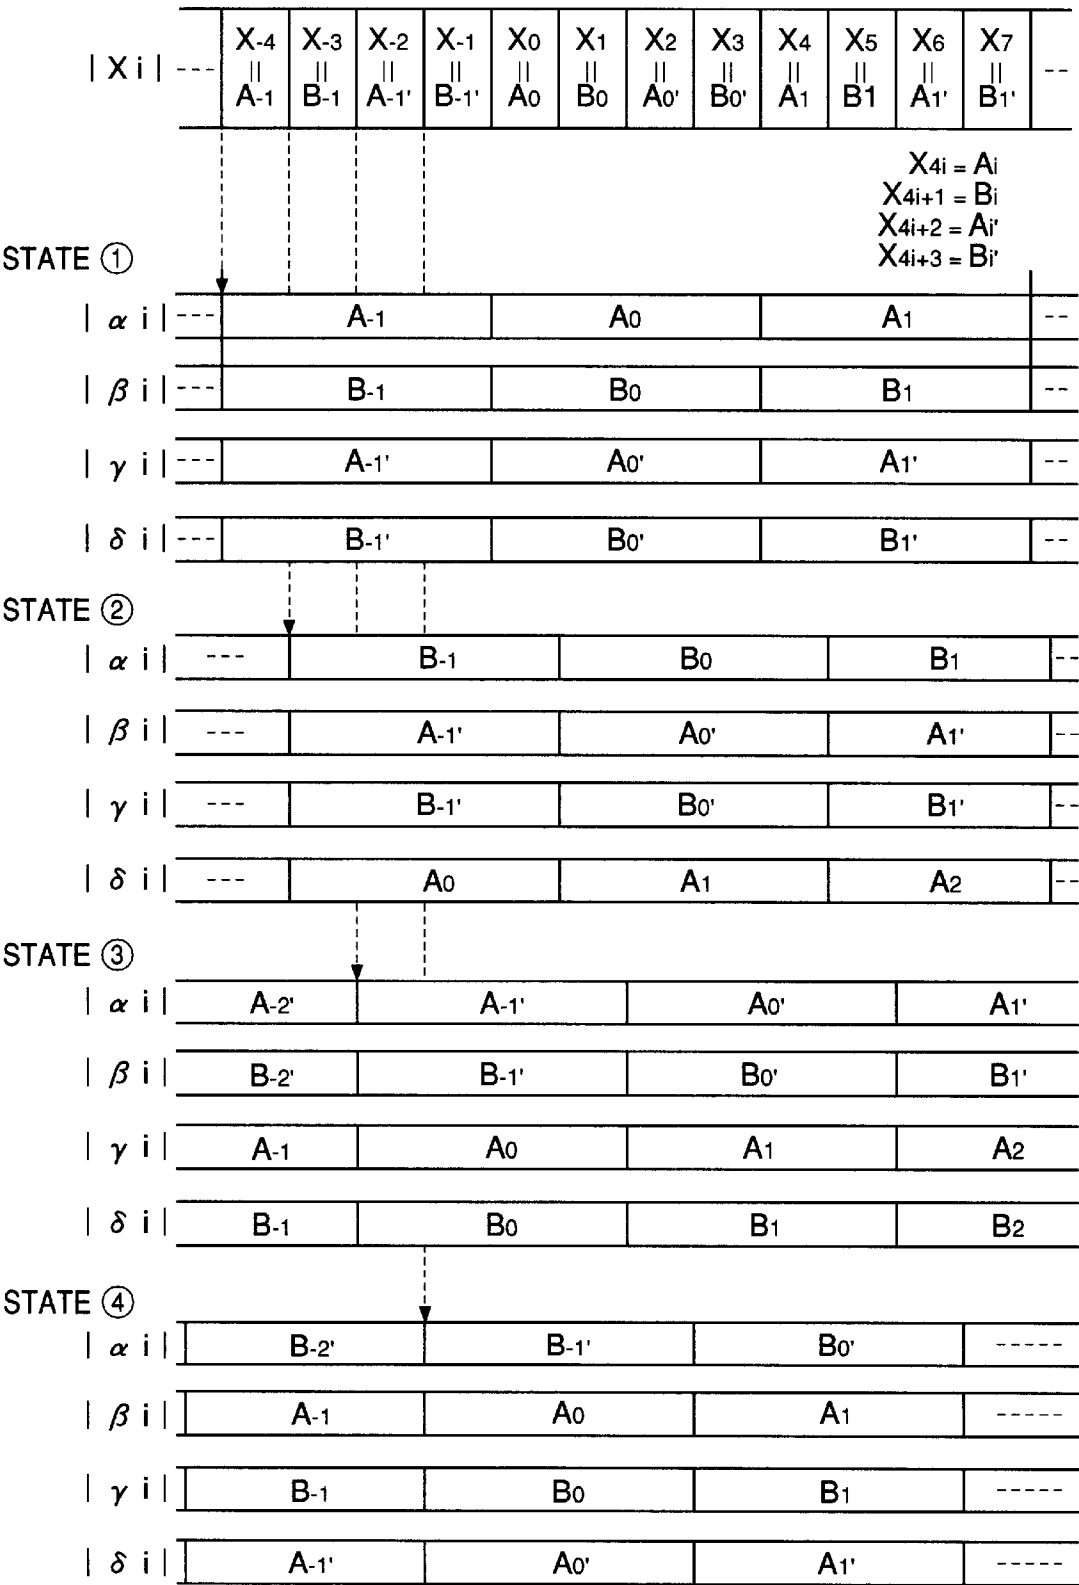 X-4 X-3 X-2 X-1 X0 X1 X2 X3 X4 X5 X6 X7
| X i | --- || || || || || || || || || || || || --
A-1 B-1 A-1' B-1' A0 B0 A0' B0' A1 B1 A1' B1'
X4i = Ai
X4i+1 = Bi
X4i+2 = Ai'
X4i+3 = Bi'
STATE ①
| α i | --- A-1 A0 A1 --
| β i | --- B-1 B0 B1 --
| γ i | --- A-1' A0' A1' --
| δ i | --- B-1' B0' B1' --
STATE ②
| α i | --- B-1 B0 B1 --
| β i | --- A-1' A0' A1' --
| γ i | --- B-1' B0' B1' --
| δ i | --- A0 A1 A2 --
STATE ③
| α i | A-2' A-1' A0' A1'
| β i | B-2' B-1' B0' B1'
| γ i | A-1 A0 A1 A2
| δ i | B-1 B0 B1 B2
STATE ④
| α i | B-2' B-1' B0' -----
| β i | A-1 A0 A1 -----
| γ i | B-1 B0 B1 -----
| δ i | A-1' A0' A1' -----